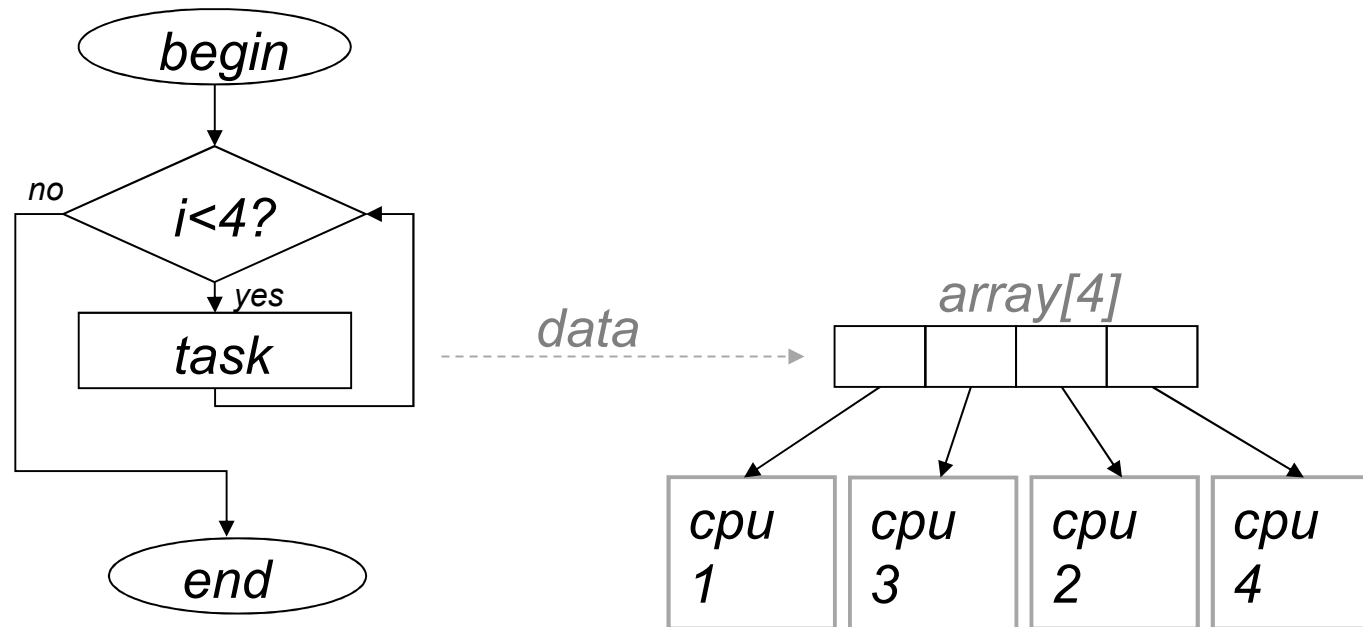 begin
no
i<4?
yes
task
end
data
array[4]
cpu
1
cpu
3
cpu
2
cpu
4